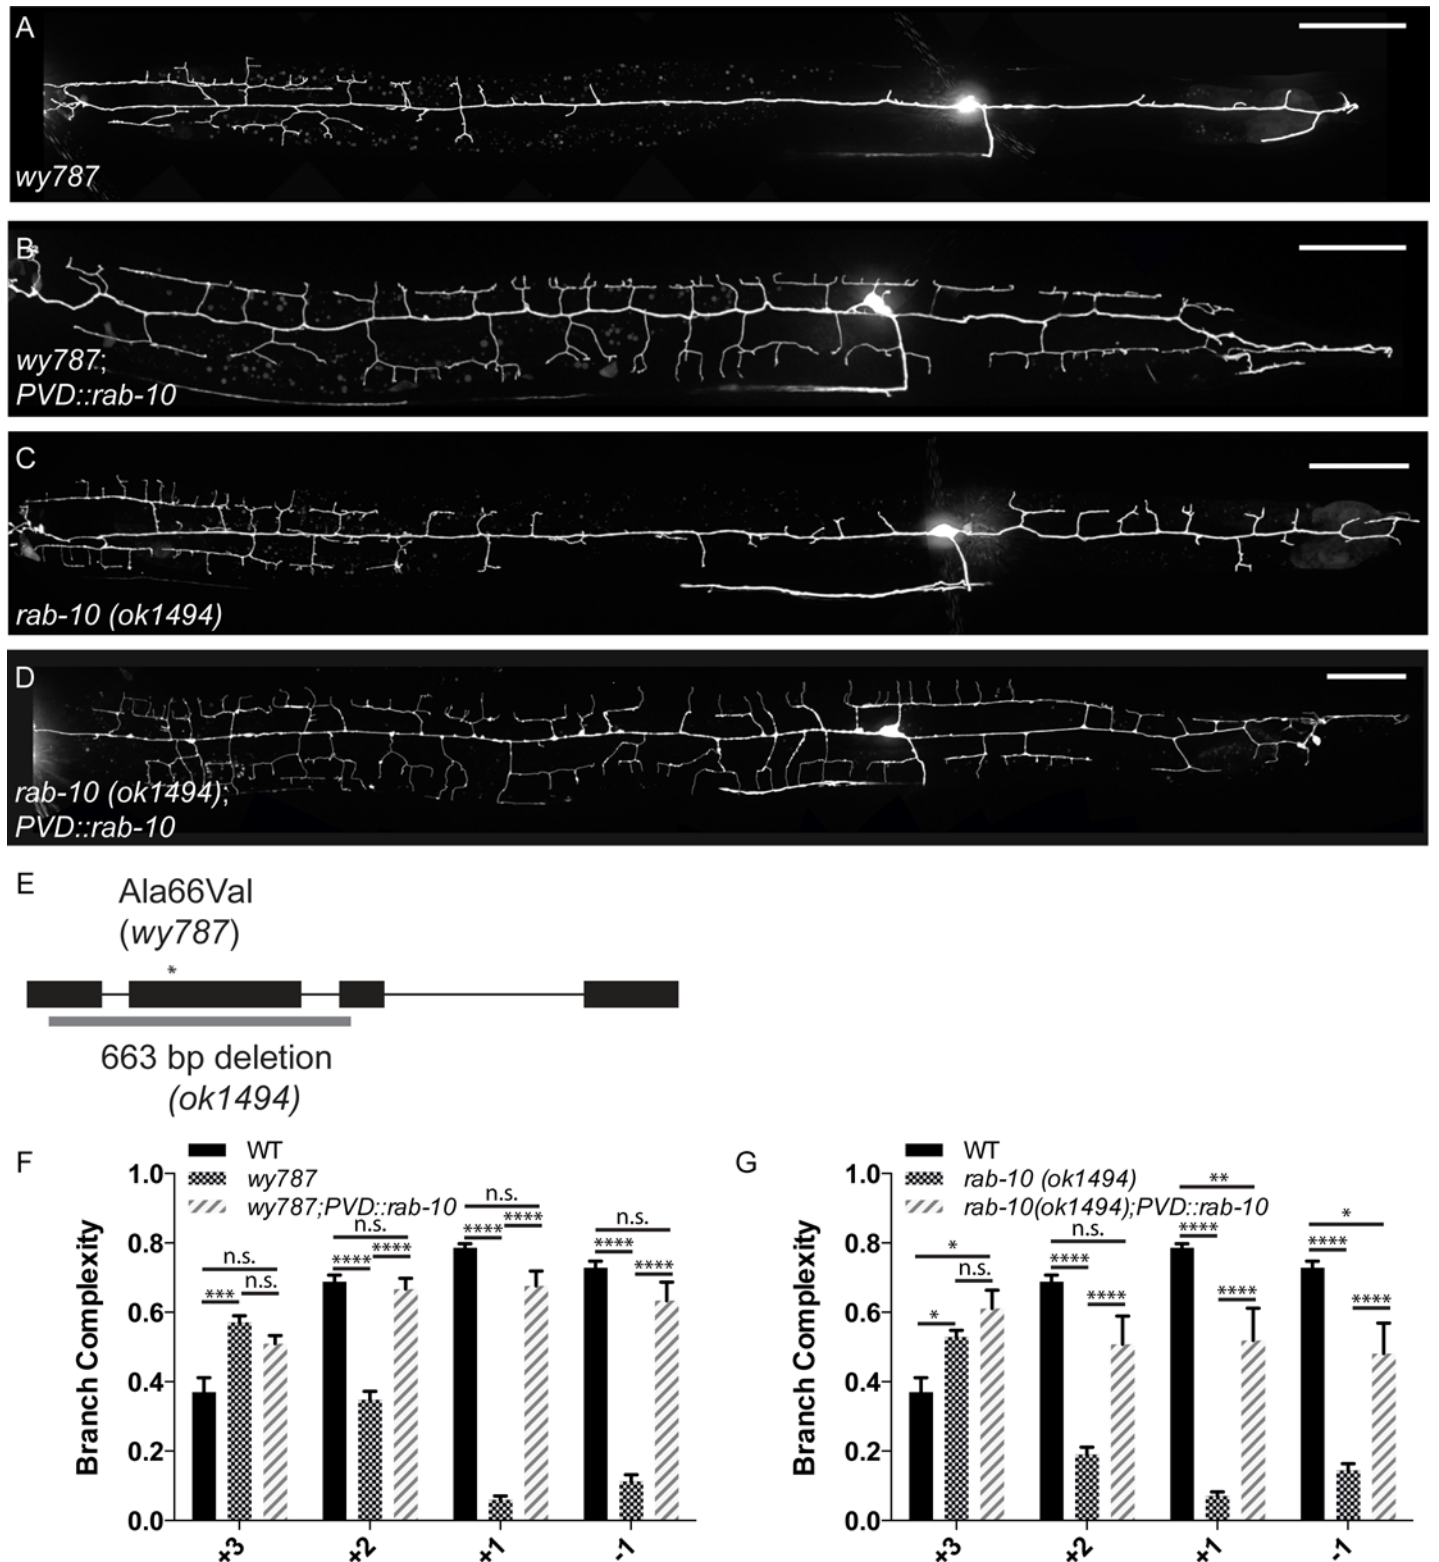 A
wy787
B
wy787;
PVD::rab-10
C
rab-10 (ok1494)
D
rab-10 (ok1494);
PVD::rab-10
E
Ala66Val
(wy787)
*
663 bp deletion
(ok1494)
F
WT
wy787
wy787;PVD::rab-10
Branch Complexity
1.0
0.8
0.6
0.4
0.2
0.0
n.s.
*** n.s.
n.s.
**** ****
n.s.
**** ****
n.s.
****
****
+3 +2 +1 -1
G
WT
rab-10 (ok1494)
rab-10(ok1494);PVD::rab-10
Branch Complexity
1.0
0.8
0.6
0.4
0.2
0.0
*
n.s.
*
n.s.
****
****
**
****
****
*
****
****
+3 +2 +1 -1